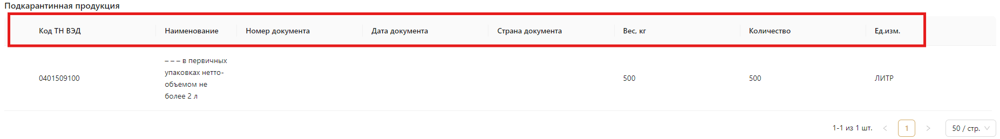 Подкарантинная продукция
Код ТН ВЭД Наименование Номер документа Дата документа Страна документа Вес, кг Количество Ед.изм.
0401509100 – – – в первичных упаковках нетто- объемом не более 2 л 500 500 ЛИТР
1-1 из 1 шт. < 1 > 50 / стр.